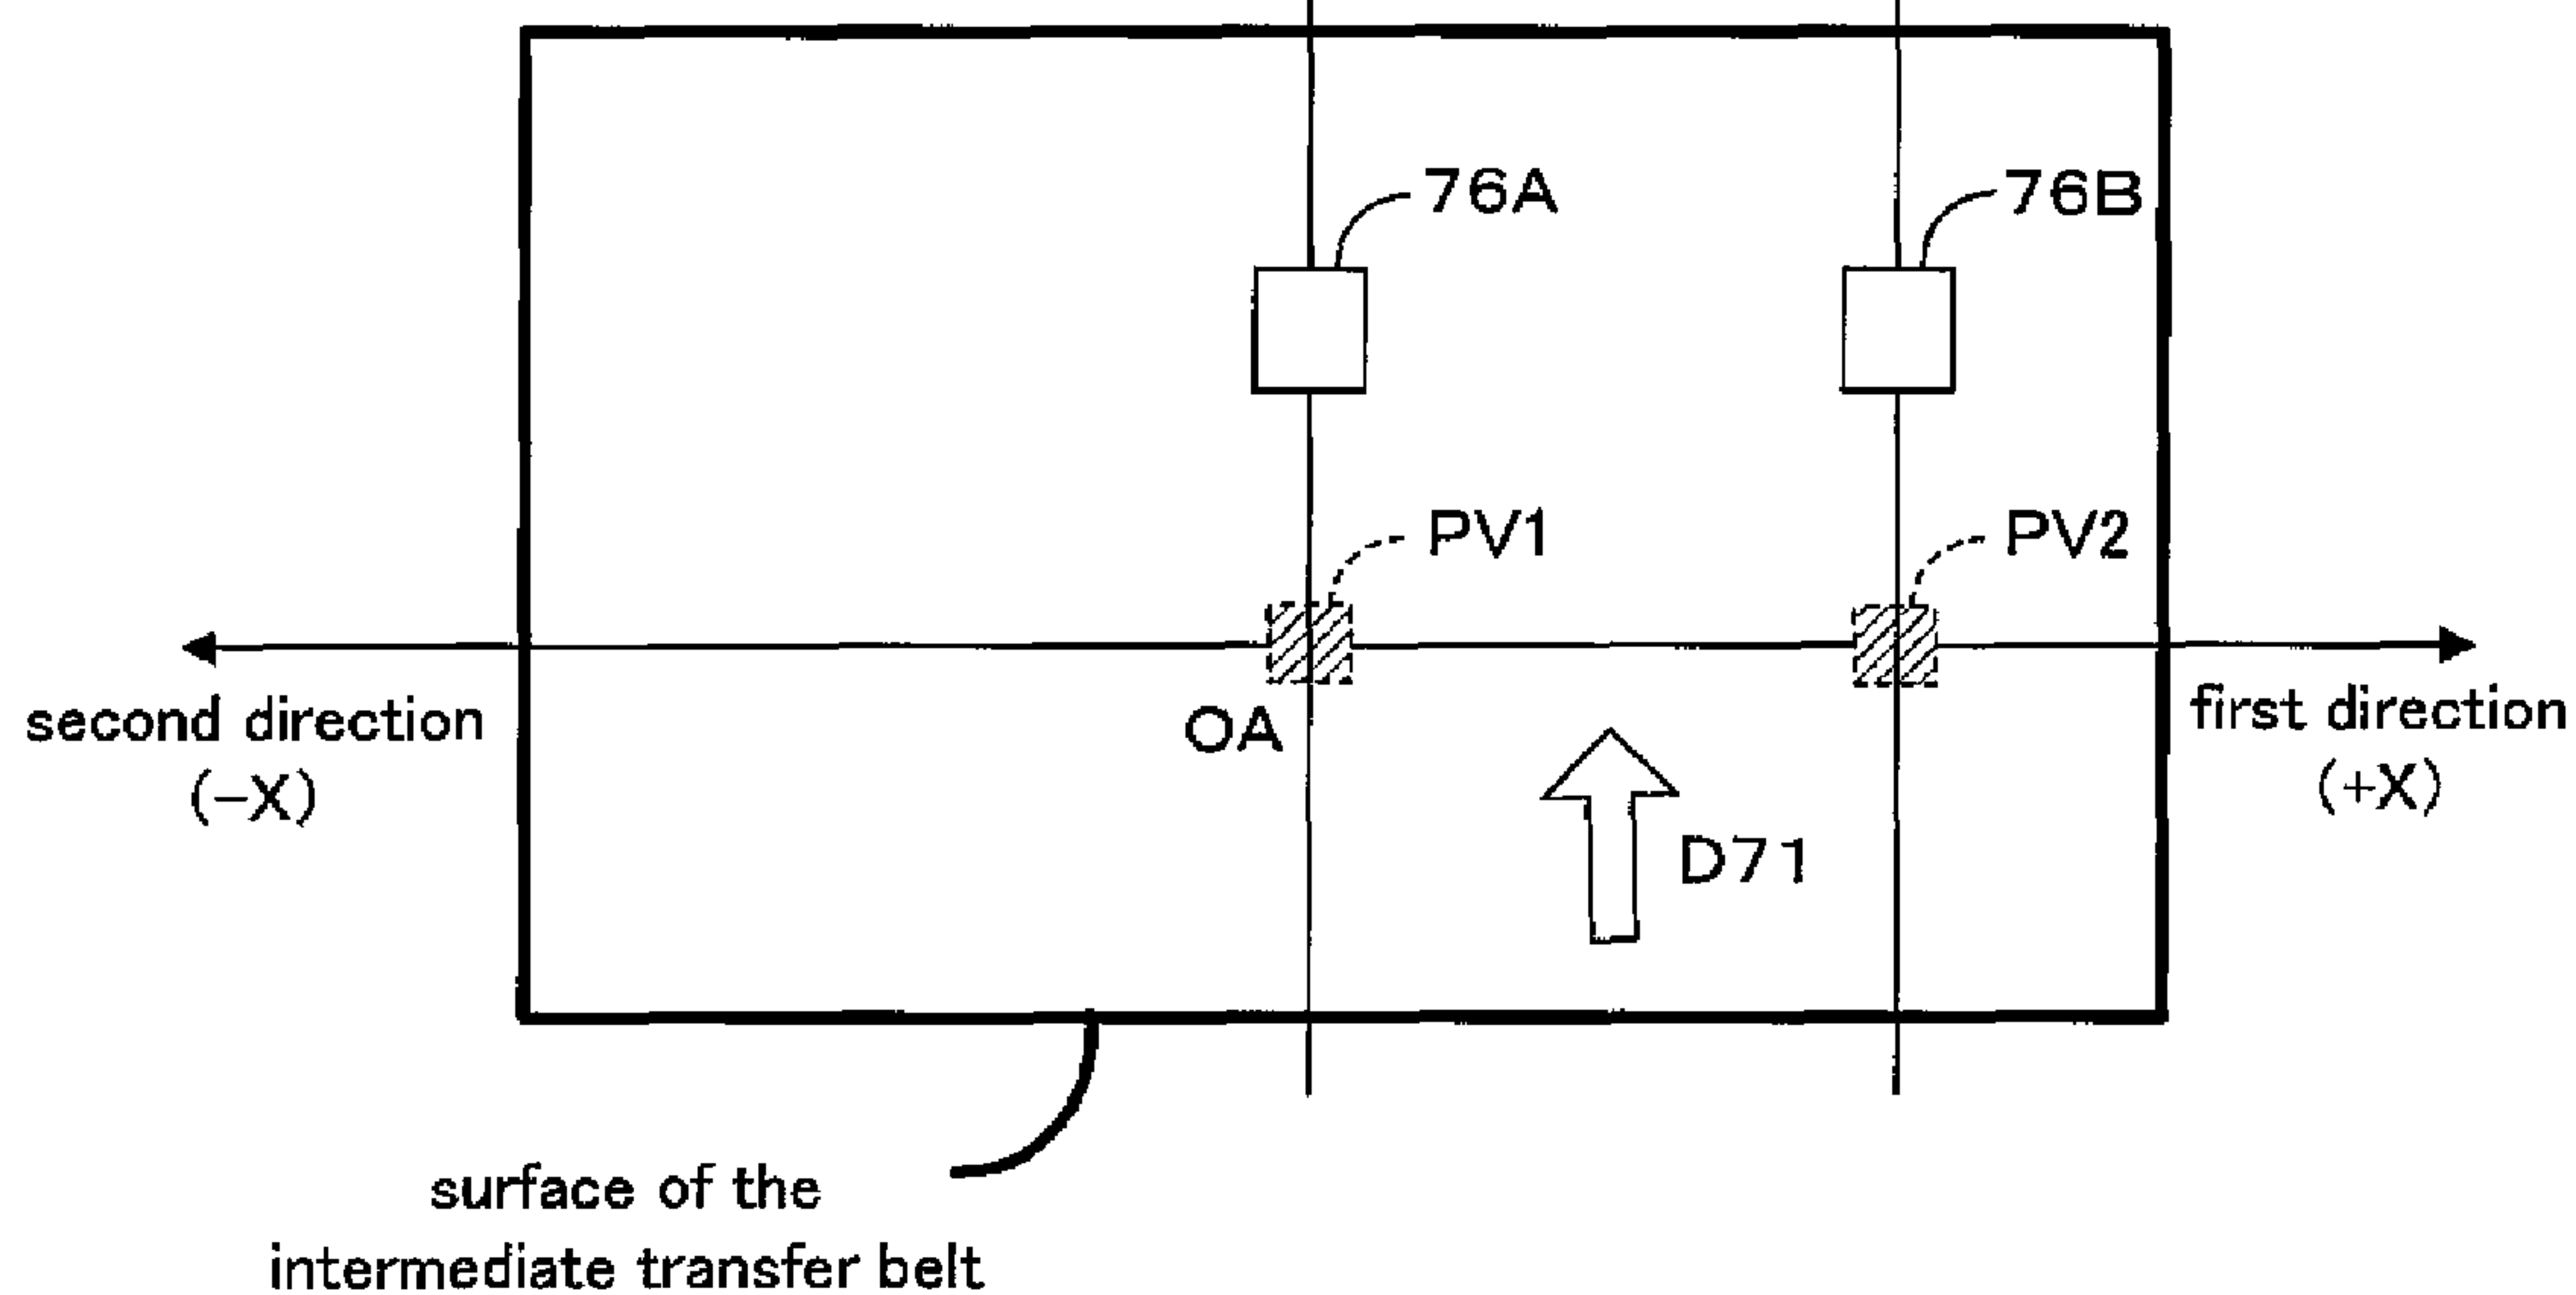 76A
76B
PV1
PV2
second direction
(−X)
OA
first direction
(+X)
D71
surface of the
intermediate transfer belt